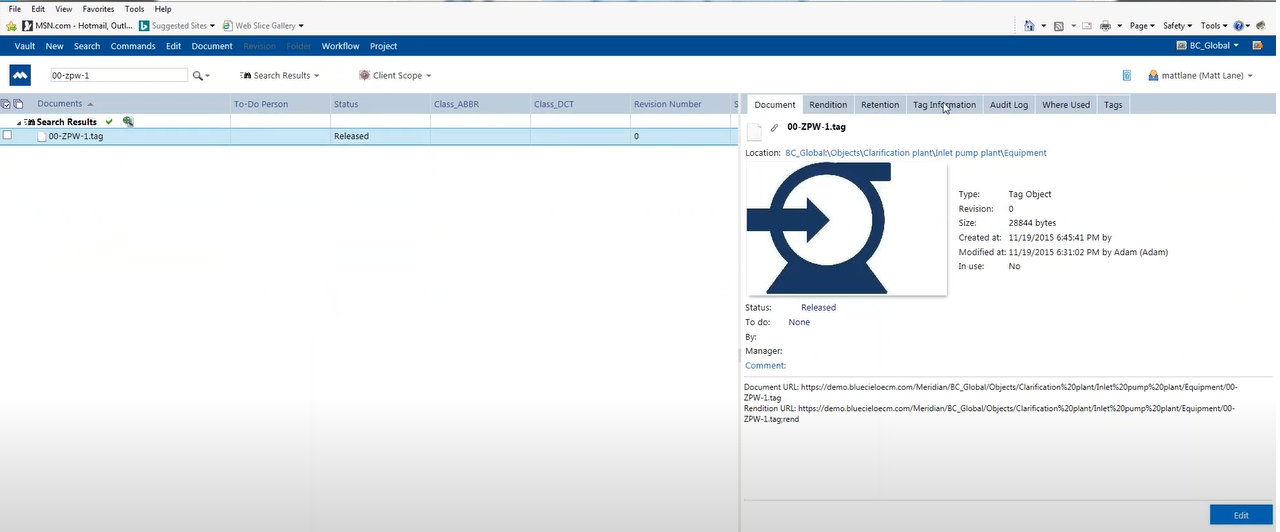 File Edit View Favorites Tools Help
MSN.com - Hotmail, Outl... Suggested Sites Web Slice Gallery Page Safety Tools
Vault New Search Commands Edit Document Revision Folder Workflow Project BC_Global
00-zpw-1 Search Results Client Scope mattlane (Matt Lane)
Documents To-Do Person Status Class_ABBR Class_DCT Revision Number S
Search Results
00-ZPW-1.tag Released 0
Document Rendition Retention Tag Information Audit Log Where Used Tags
00-ZPW-1.tag
Location: BC_Global\Objects\Clarification plant\Inlet pump plant\Equipment
Type: Tag Object
Revision: 0
Size: 28844 bytes
Created at: 11/19/2015 6:45:41 PM by
Modified at: 11/19/2015 6:31:02 PM by Adam (Adam)
In use: No
Status: Released
To do: None
By:
Manager:
Comment:
Document URL: https://demo.bluecieloecm.com/Meridian/BC_Global/Objects/Clarification%20plant/Inlet%20pump%20plant/Equipment/00-
ZPW-1.tag
Rendition URL: https://demo.bluecieloecm.com/Meridian/BC_Global/Objects/Clarification%20plant/Inlet%20pump%20plant/Equipment/00-
ZPW-1.tag;rend
Edit